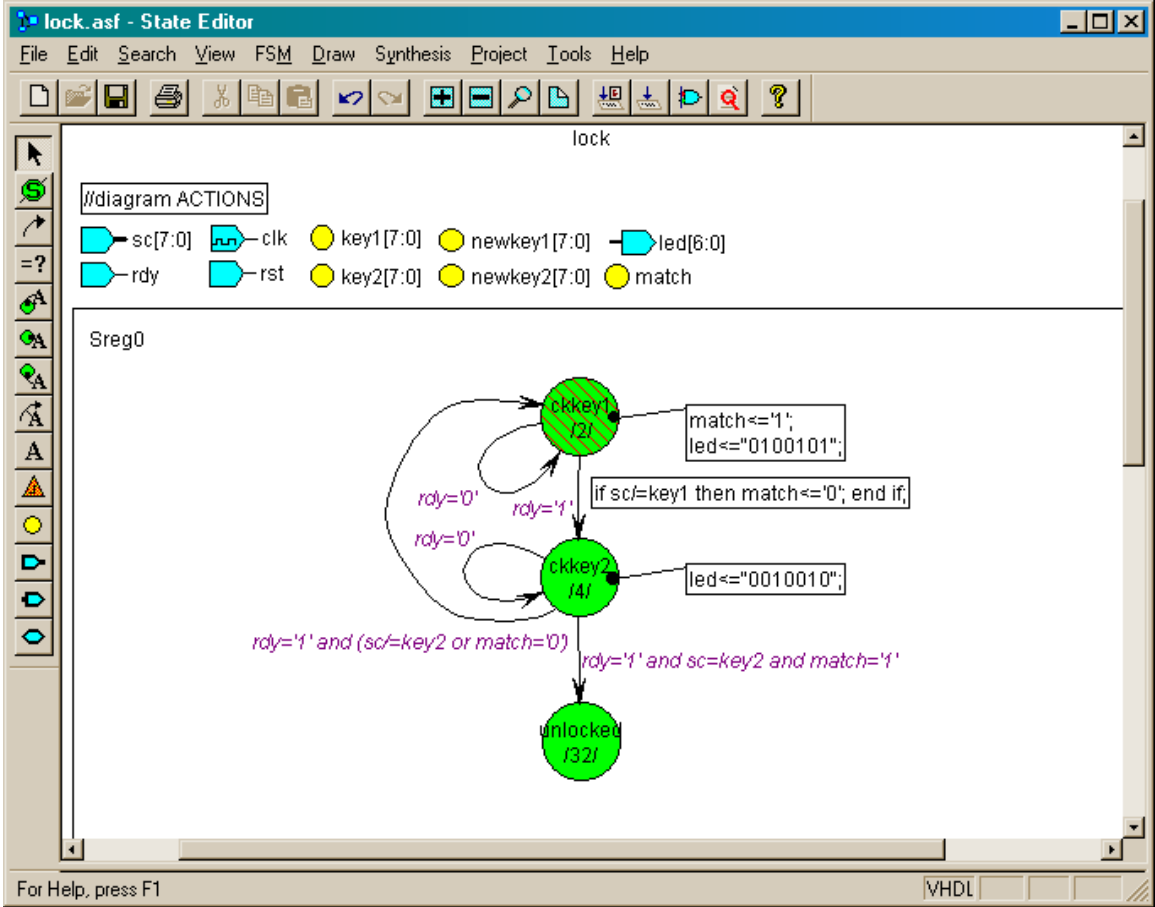 lock.asf - State Editor
File Edit Search View FSM Draw Synthesis Project Tools Help
lock
//diagram ACTIONS
sc[7:0] clk key1[7:0] newkey1[7:0] led[6:0]
rdy rst key2[7:0] newkey2[7:0] match
Sreg0
ckkey1
/2/
match<='1';
led<="0100101";
rdy='0'
rdy='1'
if sc/=key1 then match<='0'; end if;
rdy='0'
ckkey2
/4/
led<="0010010";
rdy='1' and (sc/=key2 or match='0')
rdy='1' and sc=key2 and match='1'
unlocked
/32/
For Help, press F1
VHDL